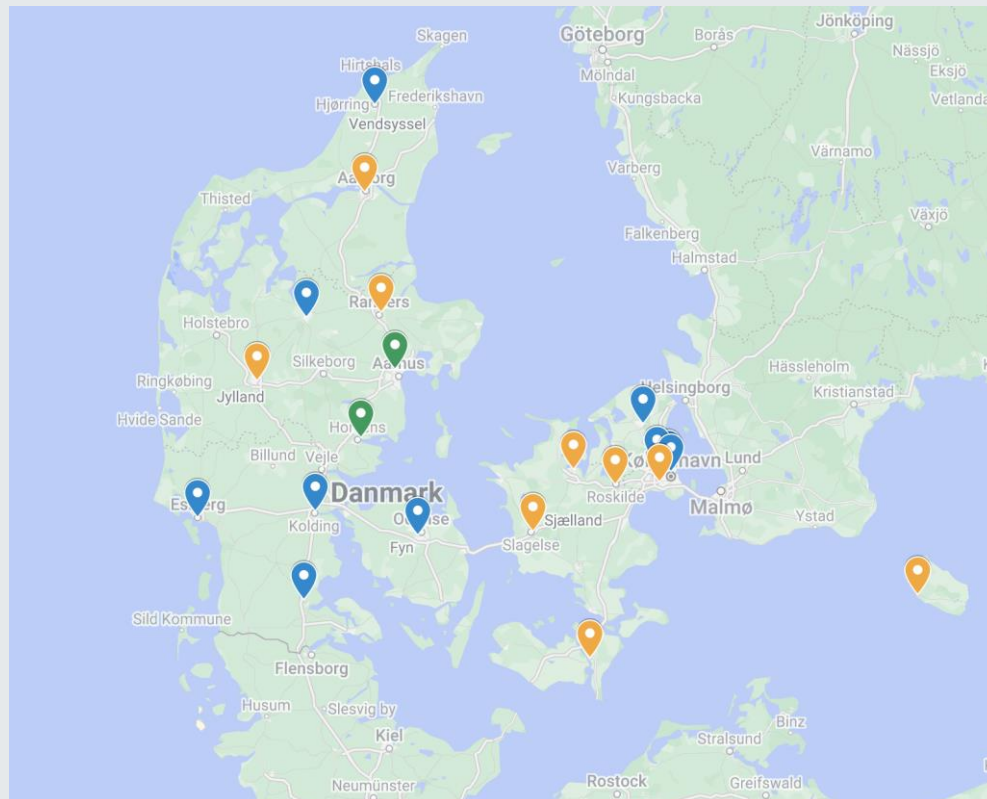 Skagen
Göteborg
Jönköping
Borås
Nässjö
Eksjö
Mölndal
Kungsbacka
Vetlanda
Hirtshals
Hjørring
Frederikshavn
Vendsyssel
Värnamo
Varberg
Växjö
Falkenberg
Halmstad
Aalborg
Thisted
Randers
Holstebro
Silkeborg
Aarhus
Jylland
Ringkøbing
Hvide Sande
Hässleholm
Kristianstad
Helsingborg
Horsens
Billund
Vejle
Lund
Roskilde
Malmø
Danmark
Esbjerg
Kolding
Odense
Fyn
Sjælland
Slagelse
Ystad
Sild Kommune
Flensborg
Husum
Slesvig by
Kiel
Neumünster
Binz
Stralsund
Rostock
Greifswald